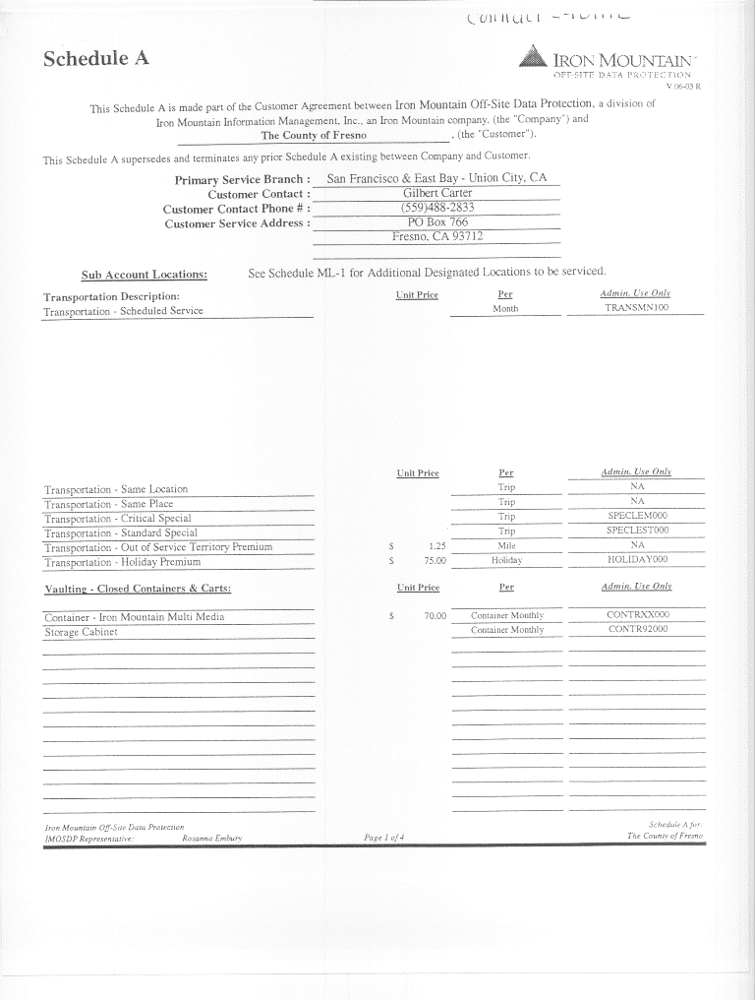 Schedule A
IRON MOUNTAIN
OFF-SITE DATA PROTECTION
V.06-03 R
This Schedule A is made part of the Customer Agreement between Iron Mountain Off-Site Data Protection, a division of
Iron Mountain Information Management, Inc., an Iron Mountain company, (the "Company") and
The County of Fresno , (the "Customer").
This Schedule A supersedes and terminates any prior Schedule A existing between Company and Customer.
Primary Service Branch : San Francisco & East Bay - Union City, CA
Customer Contact : Gilbert Carter
Customer Contact Phone # : (559)488-2833
Customer Service Address : PO Box 766
Fresno, CA 93712
Sub Account Locations: See Schedule ML-1 for Additional Designated Locations to be serviced.
Transportation Description: Unit Price Per Admin. Use Only
Transportation - Scheduled Service Month TRANSMN100
Unit Price Per Admin. Use Only
Transportation - Same Location Trip NA
Transportation - Same Place Trip NA
Transportation - Critical Special Trip SPECLEM000
Transportation - Standard Special Trip SPECLEST000
Transportation - Out of Service Territory Premium $ 1.25 Mile NA
Transportation - Holiday Premium $ 75.00 Holiday HOLIDAY000
Vaulting - Closed Containers & Carts: Unit Price Per Admin. Use Only
Container - Iron Mountain Multi Media $ 70.00 Container Monthly CONTRXX000
Storage Cabinet Container Monthly CONTR92000
Iron Mountain Off-Site Data Protection Schedule A for:
IMOSDP Representative: Rosanna Embury Page 1 of 4 The County of Fresno